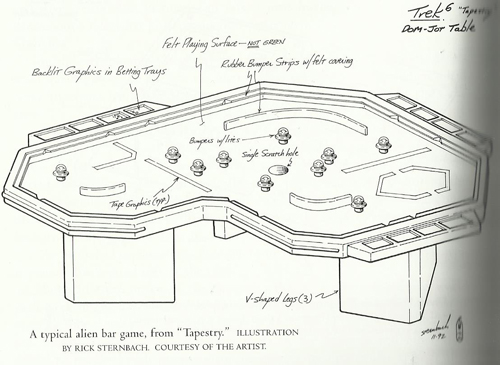 Trek 6 "Tapestry"
DOM-JOT TABLE
Felt Playing Surface — NOT GREEN
Rubber Bumper Strips w/felt covering
Backlit Graphics in Betting Trays
Bumpers w/lites
Single Scratch hole
Tape Graphics (typ.)
V-shaped Legs (3)
sternbach
11-92
A typical alien bar game, from "Tapestry." ILLUSTRATION
BY RICK STERNBACH. COURTESY OF THE ARTIST.